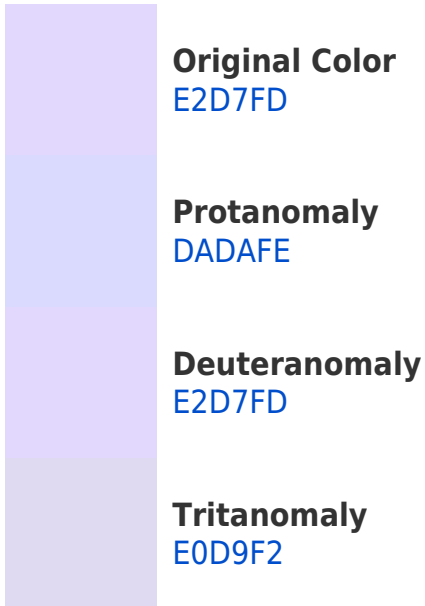 Original Color
E2D7FD
Protanomaly
DADAFE
Deuteranomaly
E2D7FD
Tritanomaly
E0D9F2